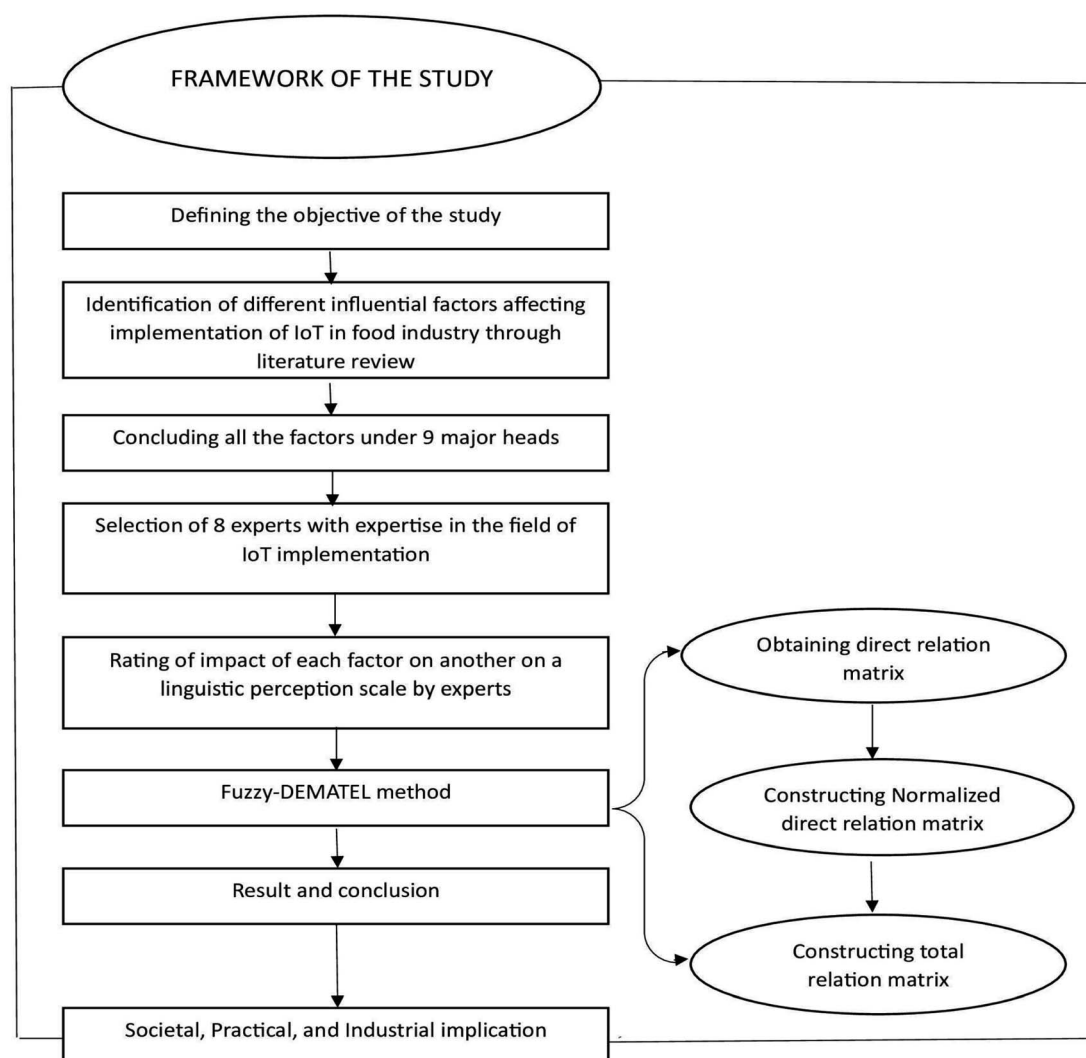 FRAMEWORK OF THE STUDY
Defining the objective of the study
Identification of different influential factors affecting
implementation of IoT in food industry through
literature review
Concluding all the factors under 9 major heads
Selection of 8 experts with expertise in the field of
IoT implementation
Rating of impact of each factor on another on a
linguistic perception scale by experts
Fuzzy-DEMATEL method
Result and conclusion
Societal, Practical, and Industrial implication
Obtaining direct relation
matrix
Constructing Normalized
direct relation matrix
Constructing total
relation matrix